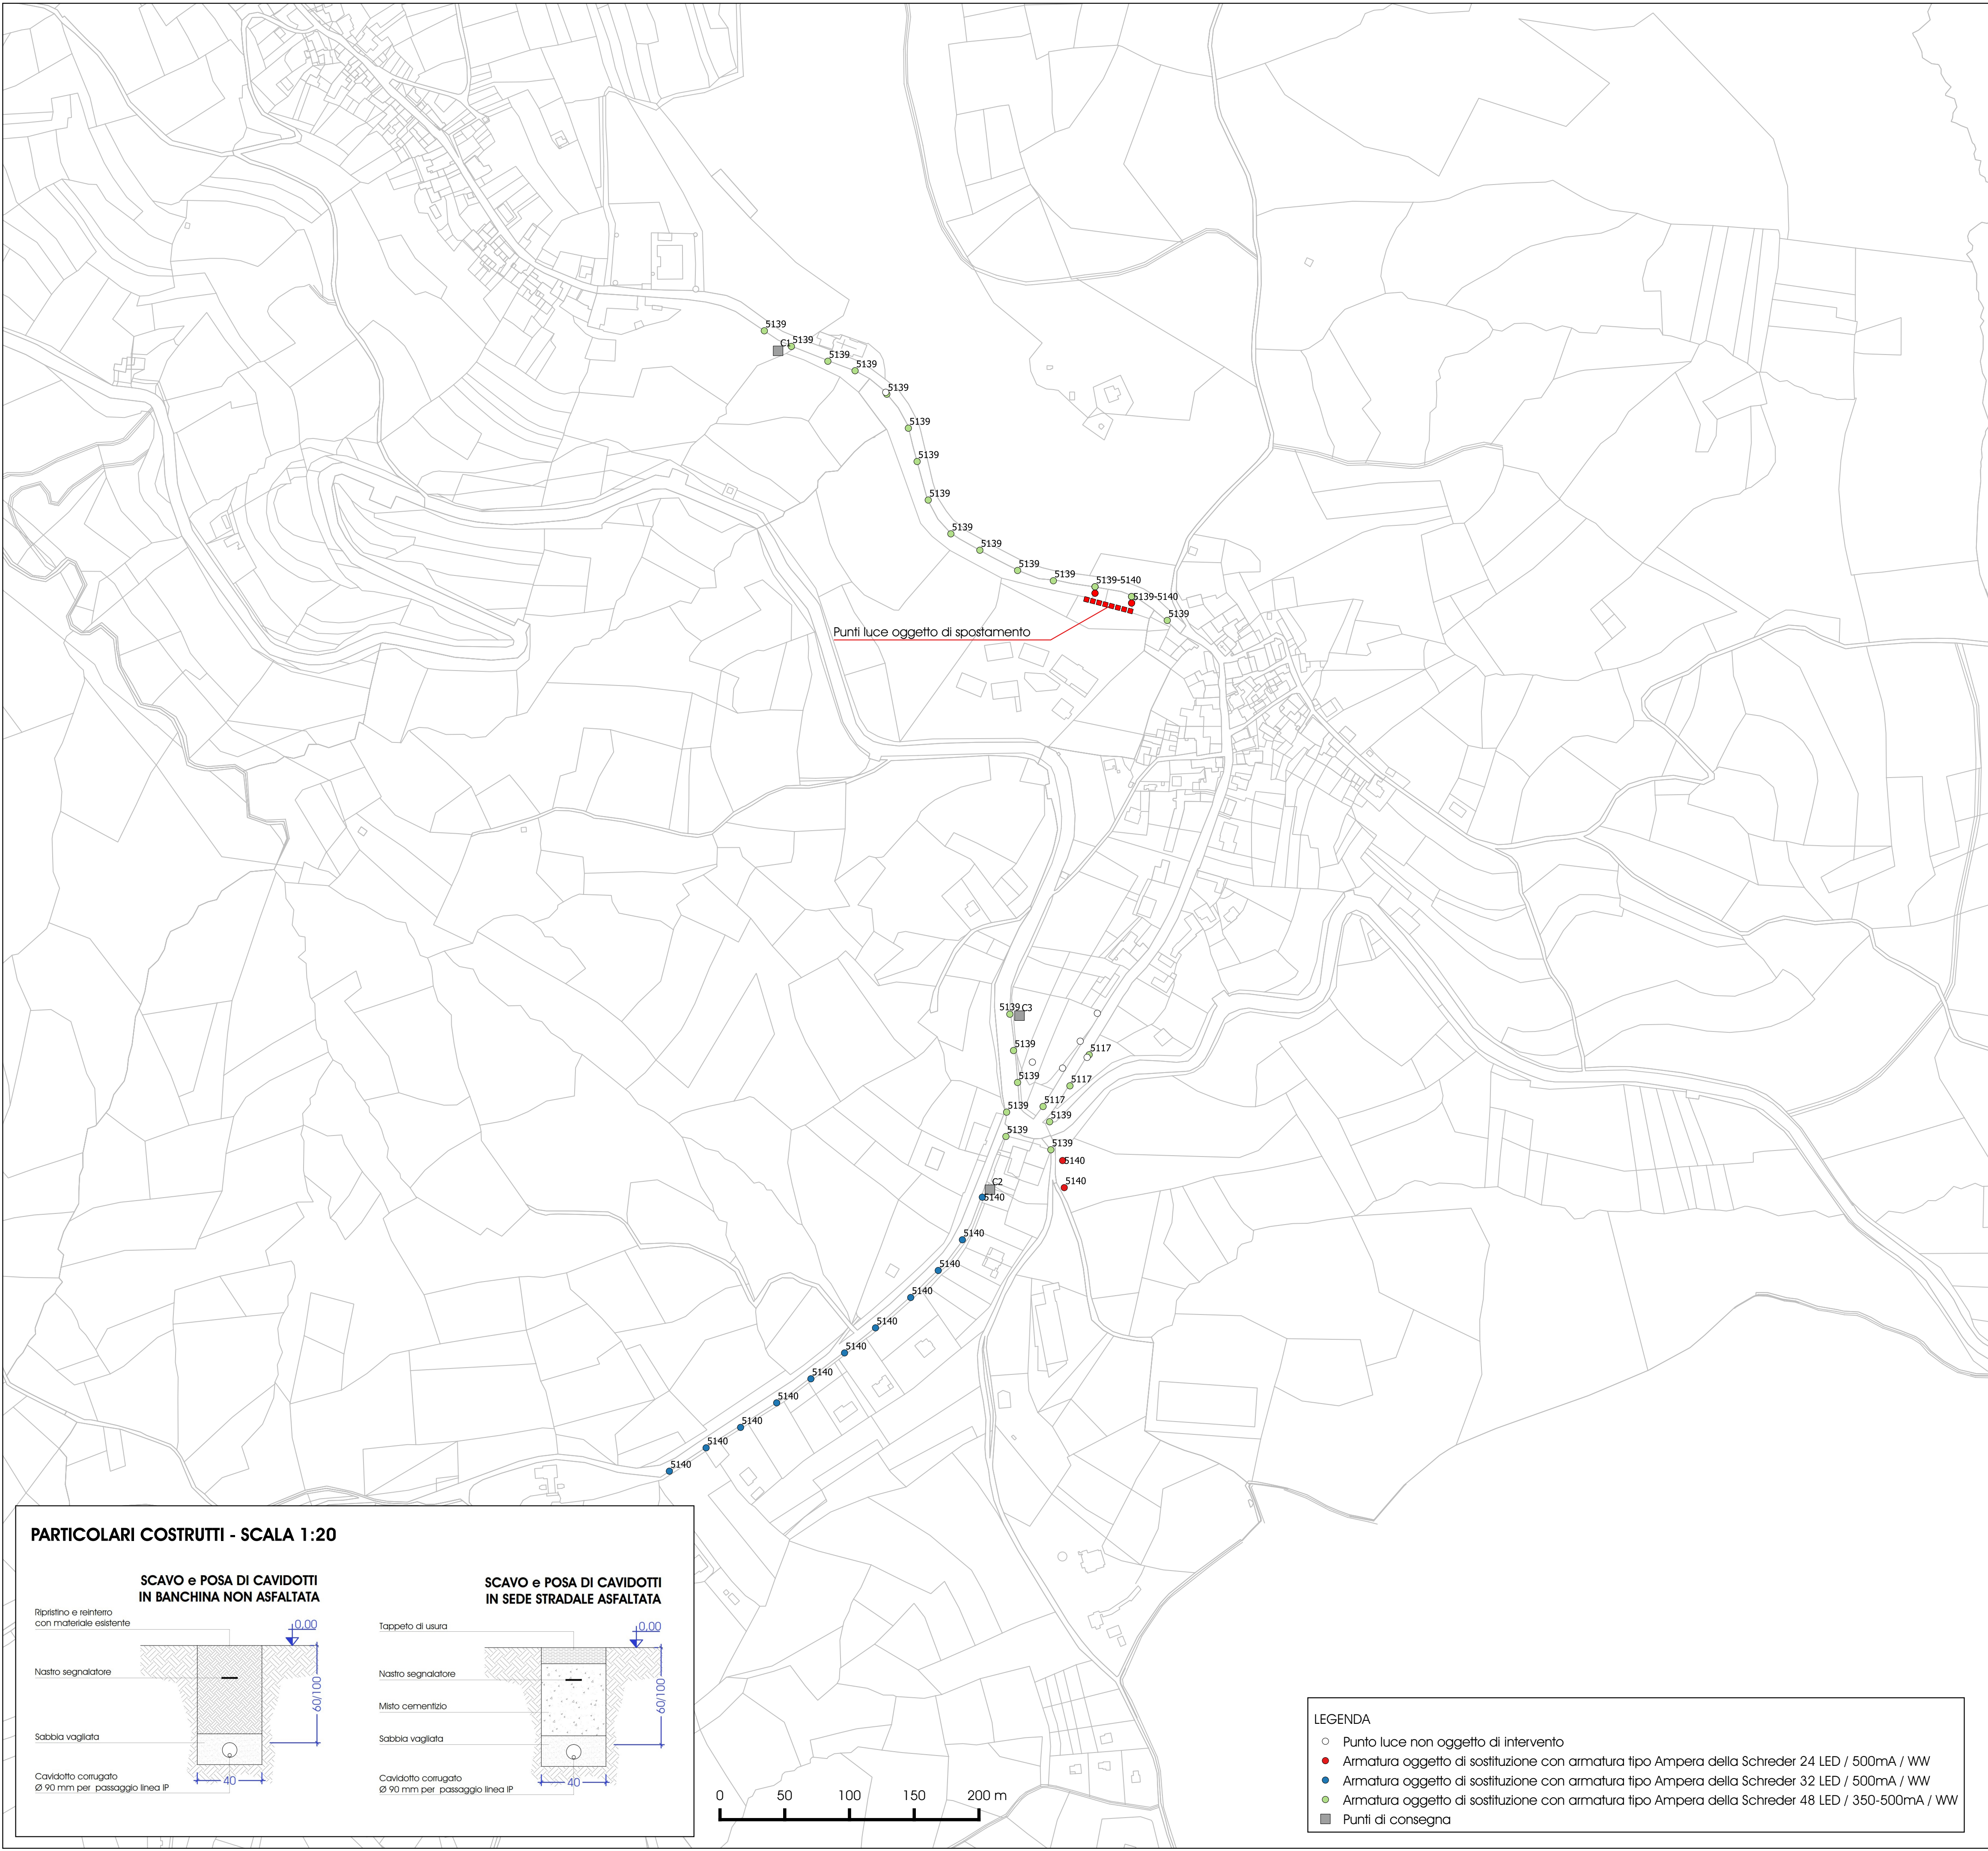 5139
C1
5139
5139
5139
5139
5139
5139
5139
5139
5139
5139
5139
5139-5140
5139-5140
5139
Punti luce oggetto di spostamento
5139
C3
5139
5117
5139
5117
5139
5117
5139
5139
5139
5140
5140
C2
5140
5140
5140
5140
5140
5140
5140
5140
5140
5140
5140
PARTICOLARI COSTRUTTI - SCALA 1:20
SCAVO e POSA DI CAVIDOTTI
IN BANCHINA NON ASFALTATA
Ripristino e reinterro
con materiale esistente
0,00
Nastro segnalatore
60/100
Sabbia vagliata
Cavidotto corrugato
Ø 90 mm per passaggio linea IP
40
SCAVO e POSA DI CAVIDOTTI
IN SEDE STRADALE ASFALTATA
Tappeto di usura
0,00
Nastro segnalatore
Misto cementizio
60/100
Sabbia vagliata
Cavidotto corrugato
Ø 90 mm per passaggio linea IP
40
0 50 100 150 200 m
LEGENDA
Punto luce non oggetto di intervento
Armatura oggetto di sostituzione con armatura tipo Ampera della Schreder 24 LED / 500mA / WW
Armatura oggetto di sostituzione con armatura tipo Ampera della Schreder 32 LED / 500mA / WW
Armatura oggetto di sostituzione con armatura tipo Ampera della Schreder 48 LED / 350-500mA / WW
Punti di consegna